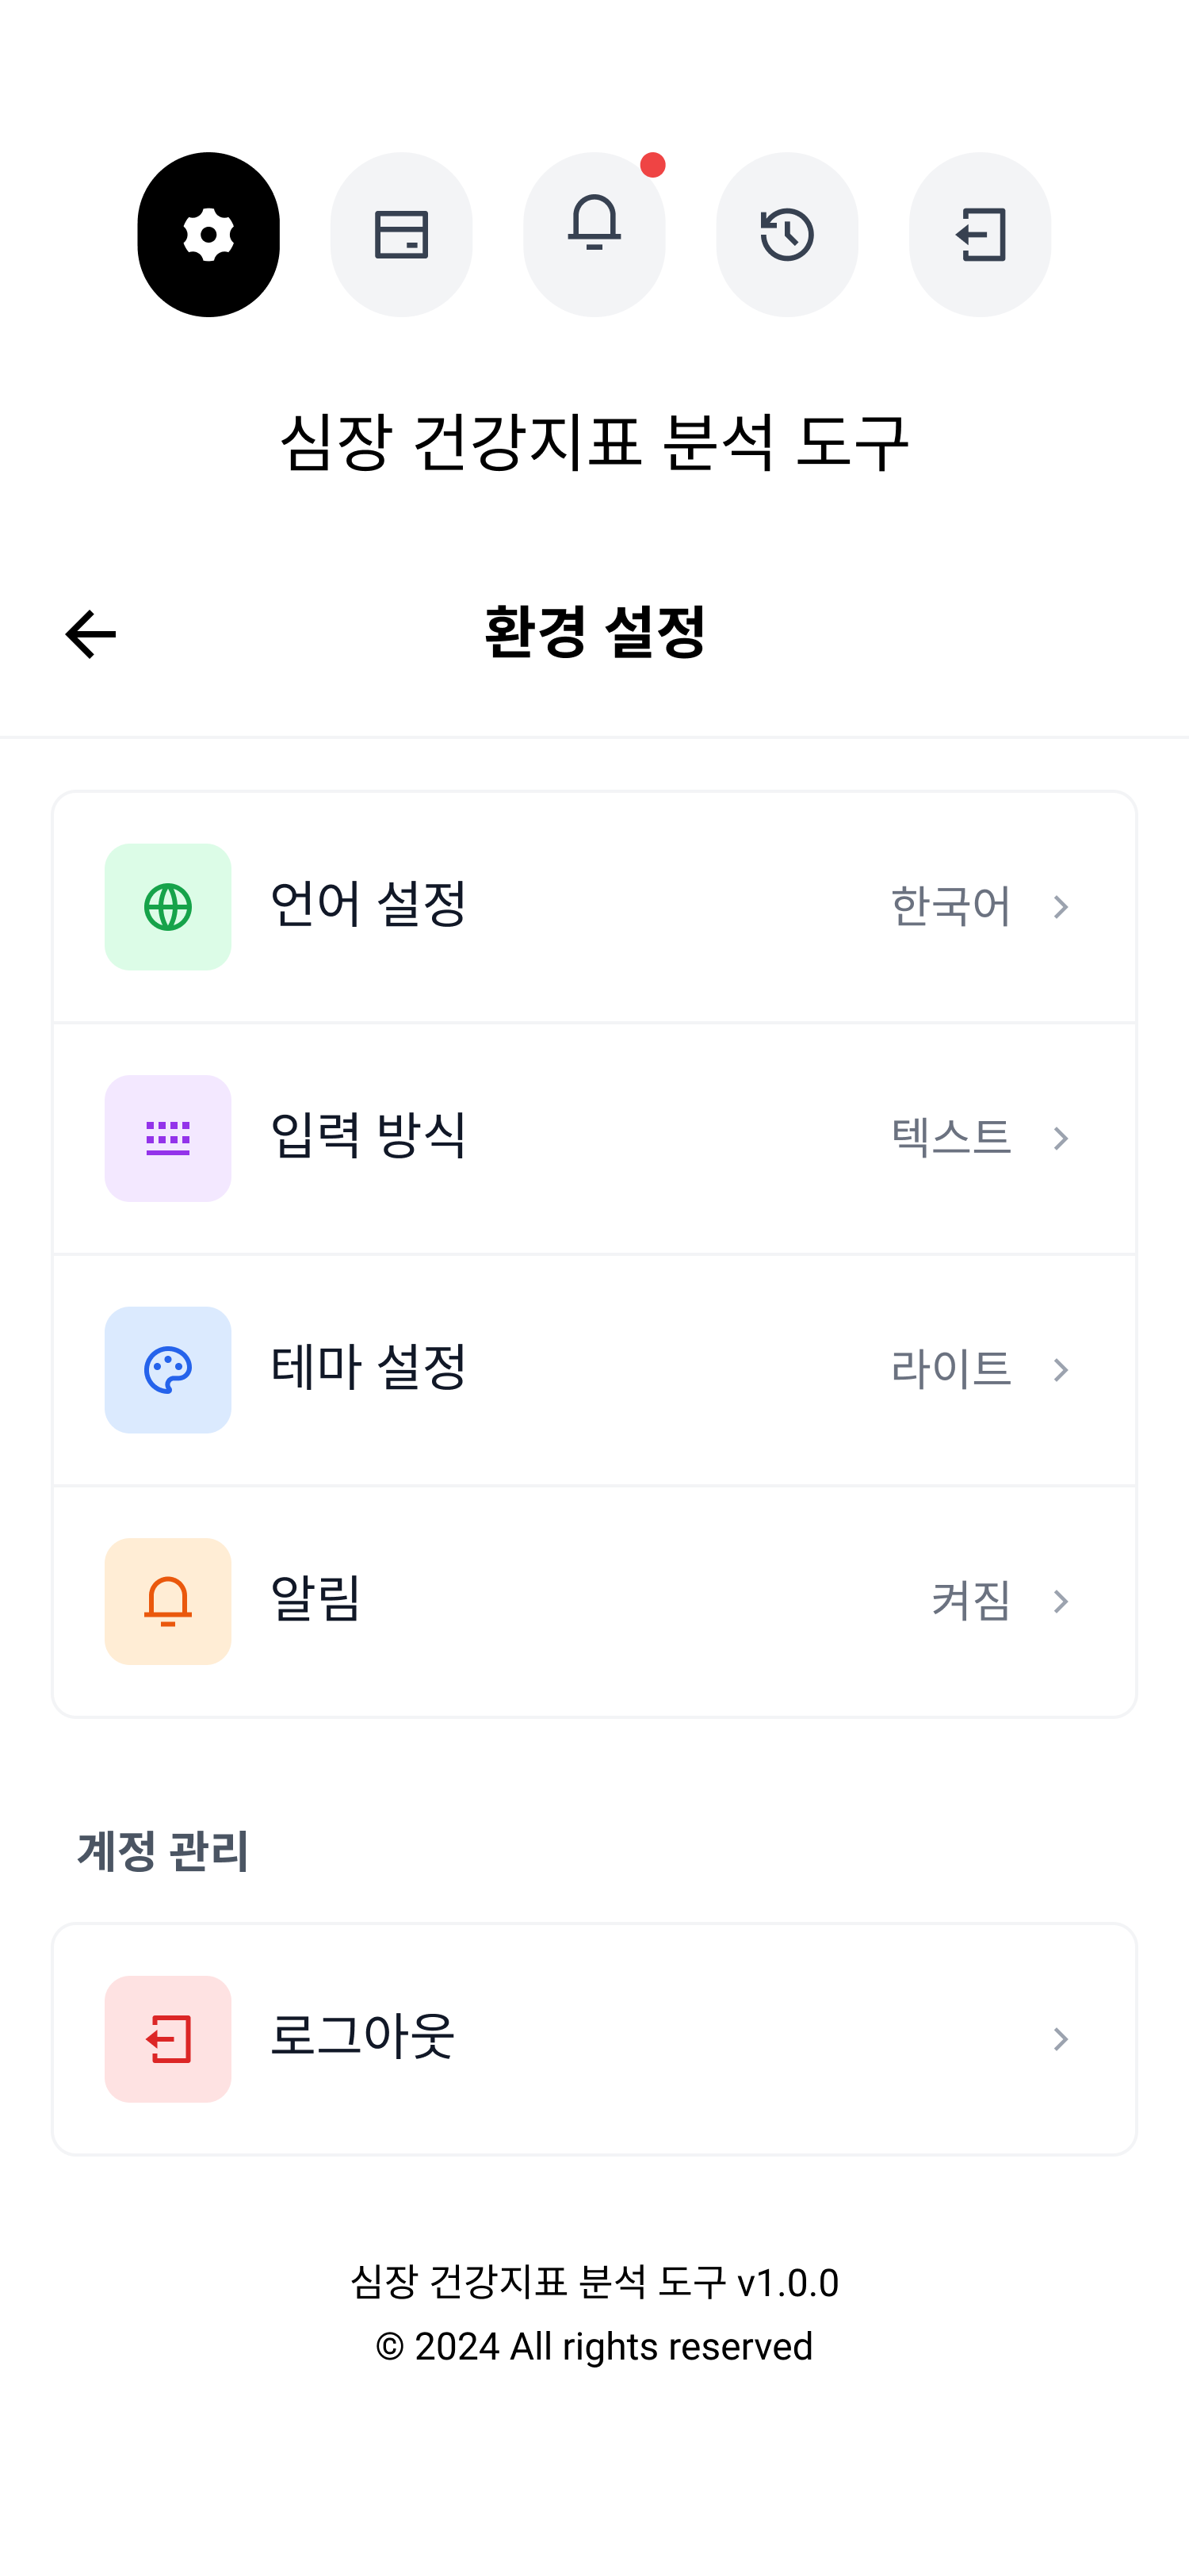 심장 건강지표 분석 도구
환경 설정
언어 설정 한국어
입력 방식 텍스트
테마 설정 라이트
알림 켜짐
계정 관리
로그아웃
심장 건강지표 분석 도구 v1.0.0
© 2024 All rights reserved